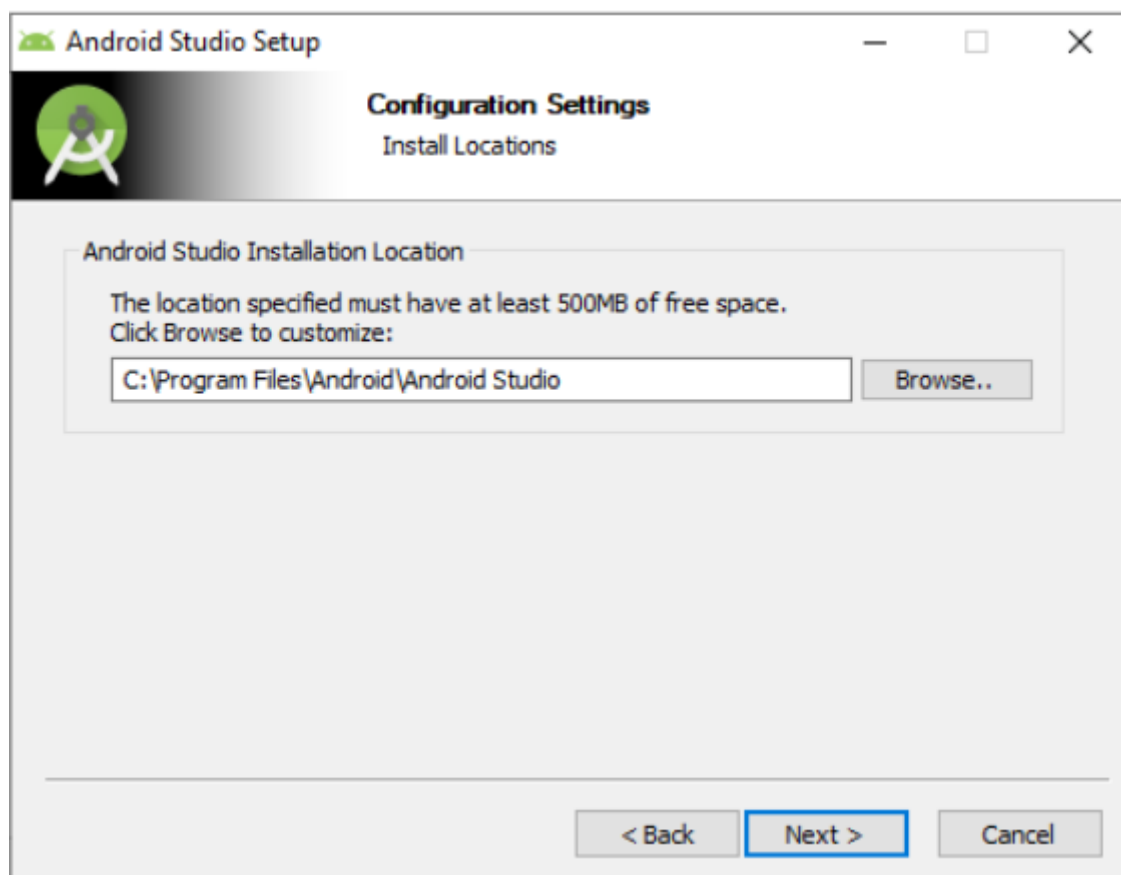 Android Studio Setup
Configuration Settings
Install Locations
Android Studio Installation Location
The location specified must have at least 500MB of free space.
Click Browse to customize:
C:\Program Files\Android\Android Studio
Browse..
< Back
Next >
Cancel